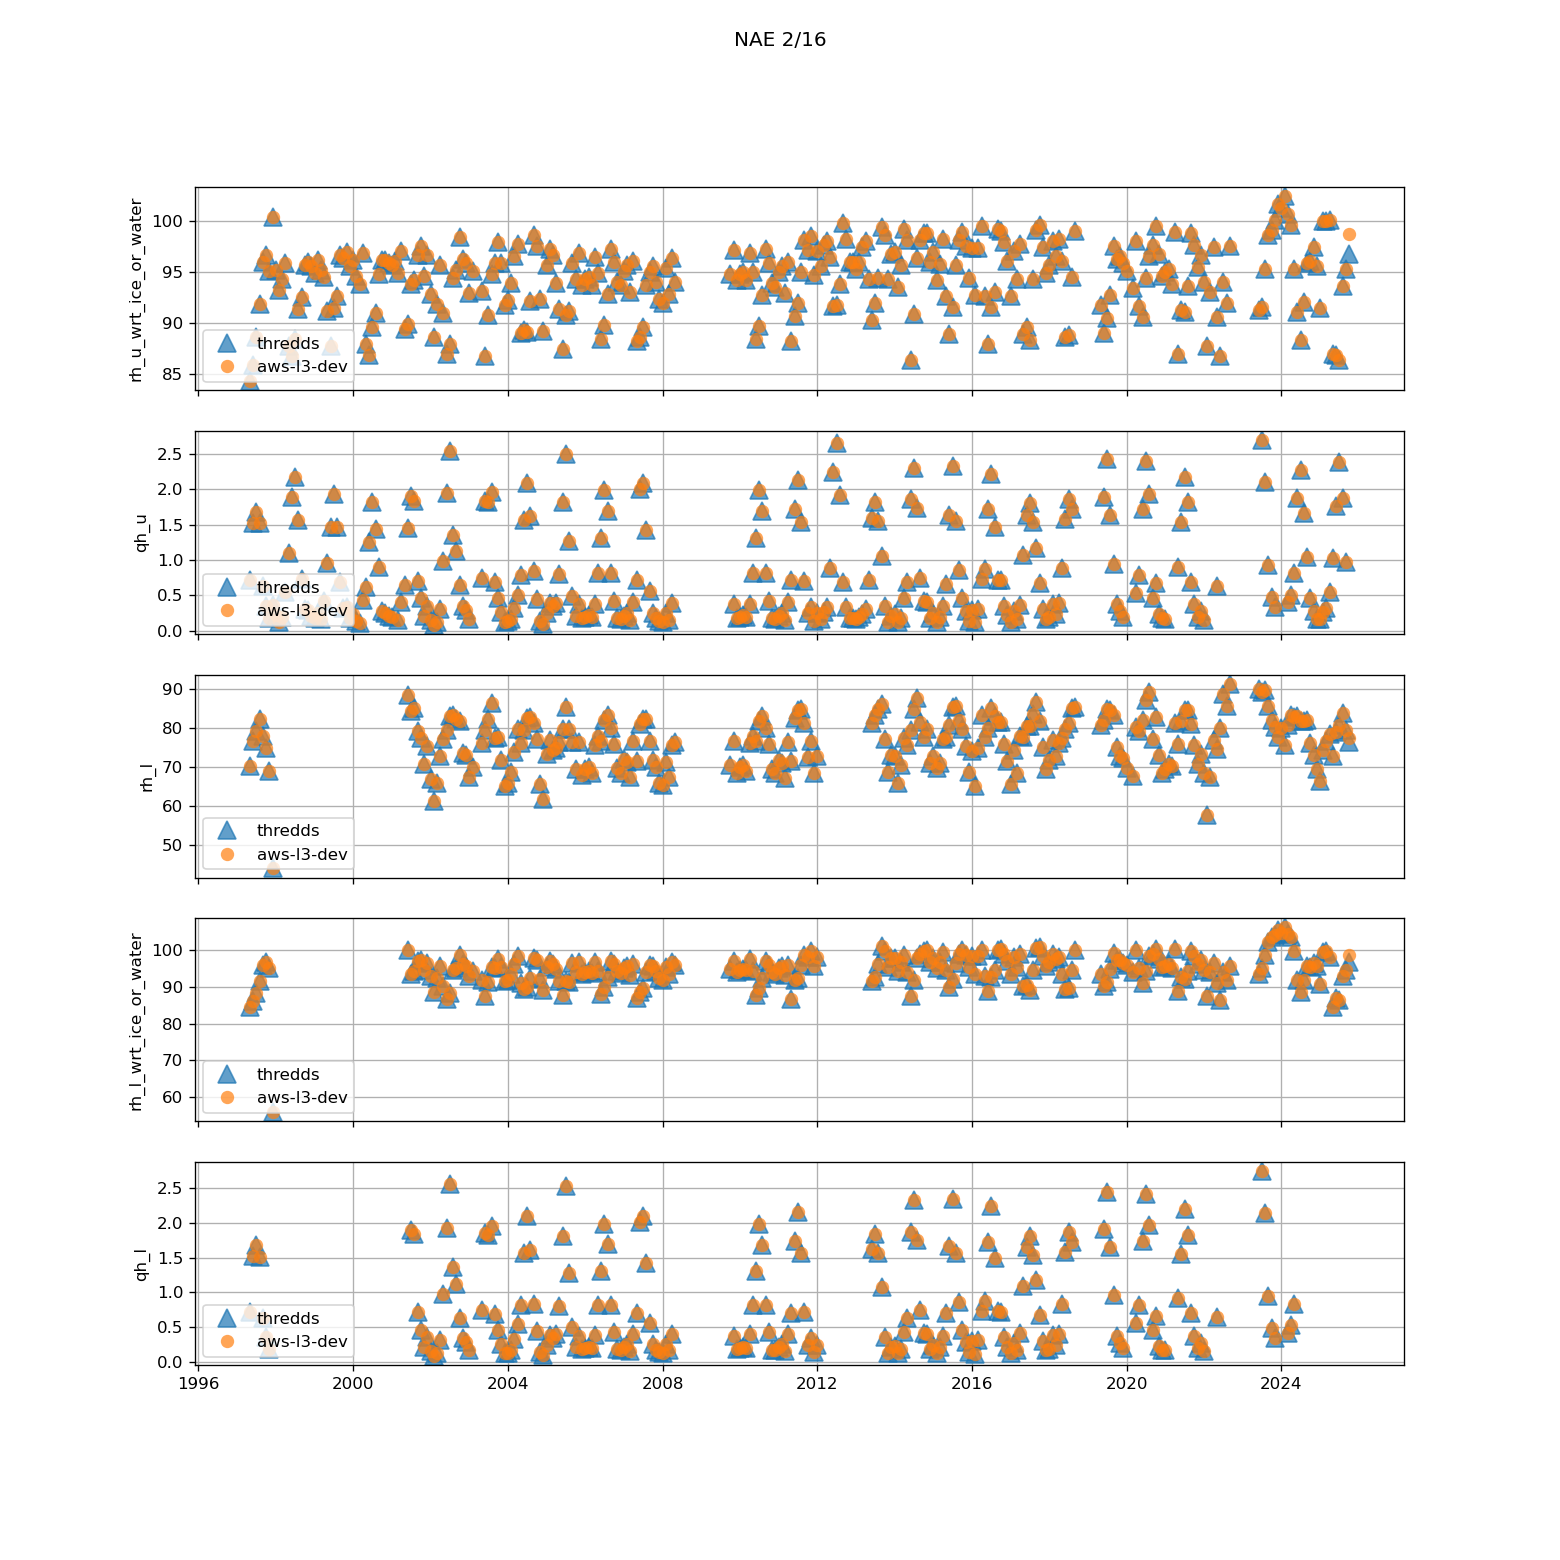 NAE 2/16
rh_u_wrt_ice_or_water
100
95
90
85
thredds
aws-l3-dev
qh_u
2.5
2.0
1.5
1.0
0.5
0.0
thredds
aws-l3-dev
rh_l
90
80
70
60
50
thredds
aws-l3-dev
rh_l_wrt_ice_or_water
100
90
80
70
60
thredds
aws-l3-dev
qh_l
2.5
2.0
1.5
1.0
0.5
0.0
thredds
aws-l3-dev
1996 2000 2004 2008 2012 2016 2020 2024